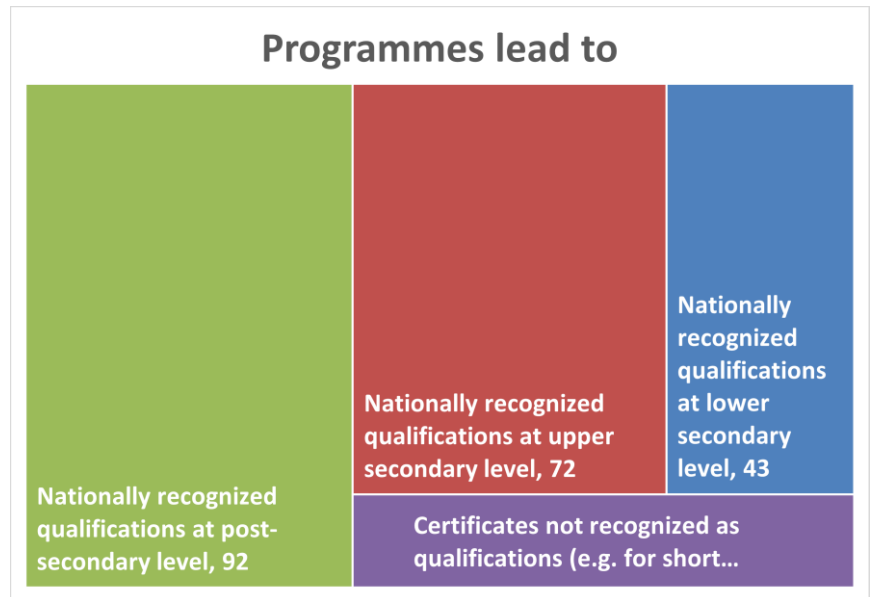 Programmes lead to
Nationally recognized
qualifications at post-
secondary level, 92
Nationally recognized
qualifications at upper
secondary level, 72
Nationally
recognized
qualifications
at lower
secondary
level, 43
Certificates not recognized as
qualifications (e.g. for short…